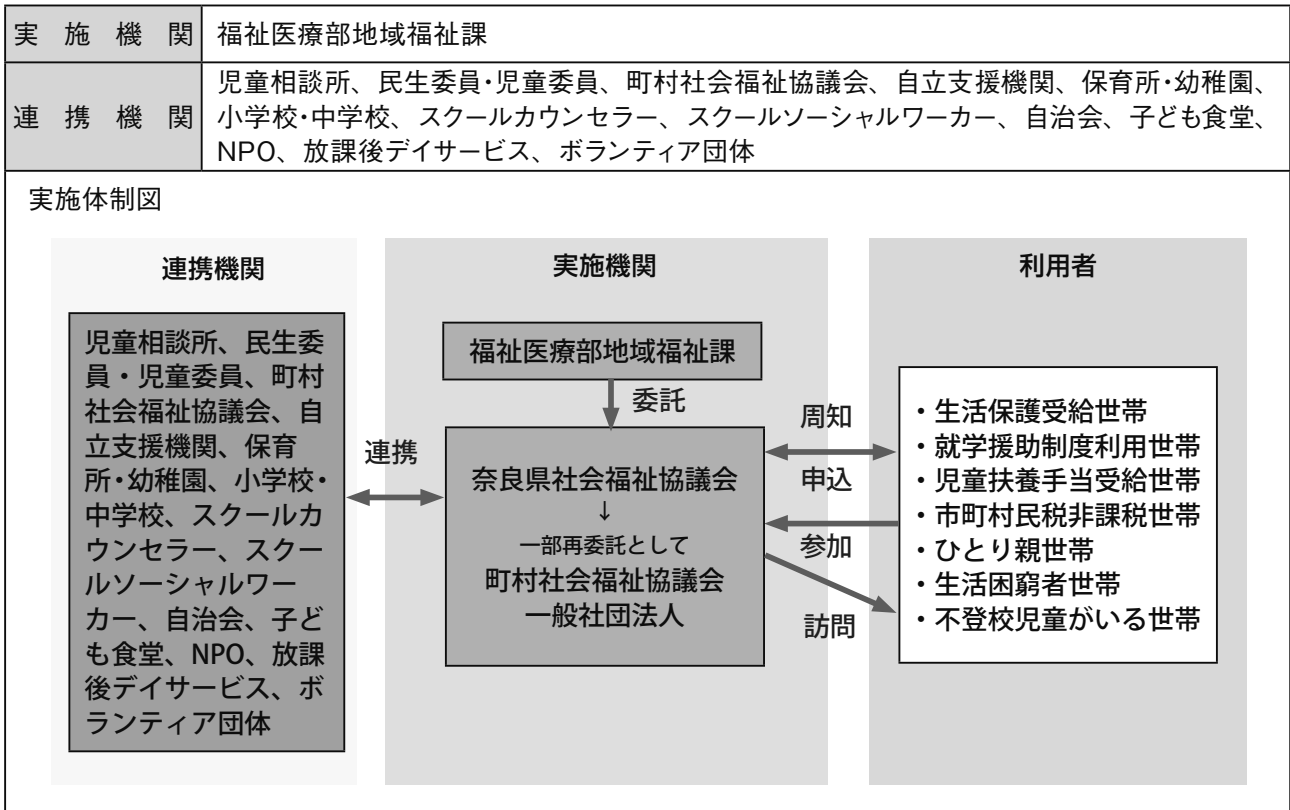 実施機関 福祉医療部地域福祉課
連携機関 児童相談所、民生委員・児童委員、町村社会福祉協議会、自立支援機関、保育所・幼稚園、
小学校・中学校、スクールカウンセラー、スクールソーシャルワーカー、自治会、子ども食堂、
NPO、放課後デイサービス、ボランティア団体
実施体制図
連携機関
児童相談所、民生委
員・児童委員、町村
社会福祉協議会、自
立支援機関、保育
所・幼稚園、小学校・
中学校、スクールカ
ウンセラー、スクー
ルソーシャルワー
カー、自治会、子ど
も食堂、NPO、放課
後デイサービス、ボ
ランティア団体
連携
実施機関
福祉医療部地域福祉課
委託
奈良県社会福祉協議会
↓
一部再委託として
町村社会福祉協議会
一般社団法人
周知
申込
参加
訪問
利用者
・生活保護受給世帯
・就学援助制度利用世帯
・児童扶養手当受給世帯
・市町村民税非課税世帯
・ひとり親世帯
・生活困窮者世帯
・不登校児童がいる世帯